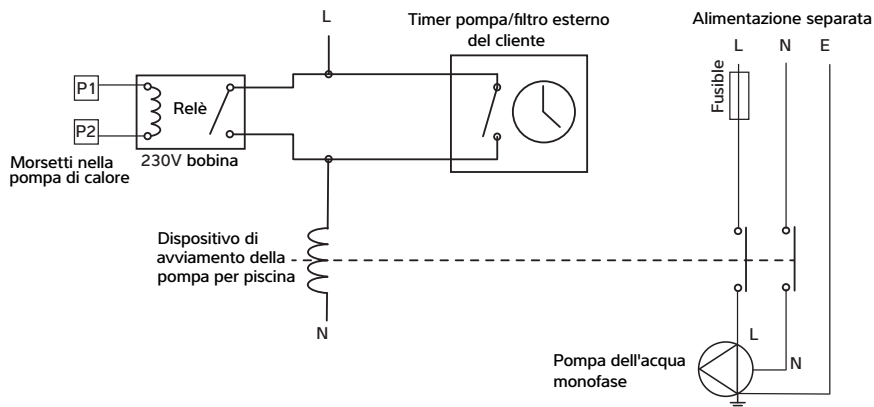 L
Timer pompa/filtro esterno
del cliente
Alimentazione separata
L N E
Fusible
P1
P2
Relè
230V bobina
Morsetti nella
pompa di calore
Dispositivo di
avviamento della
pompa per piscina
N
L
N
Pompa dell'acqua
monofase